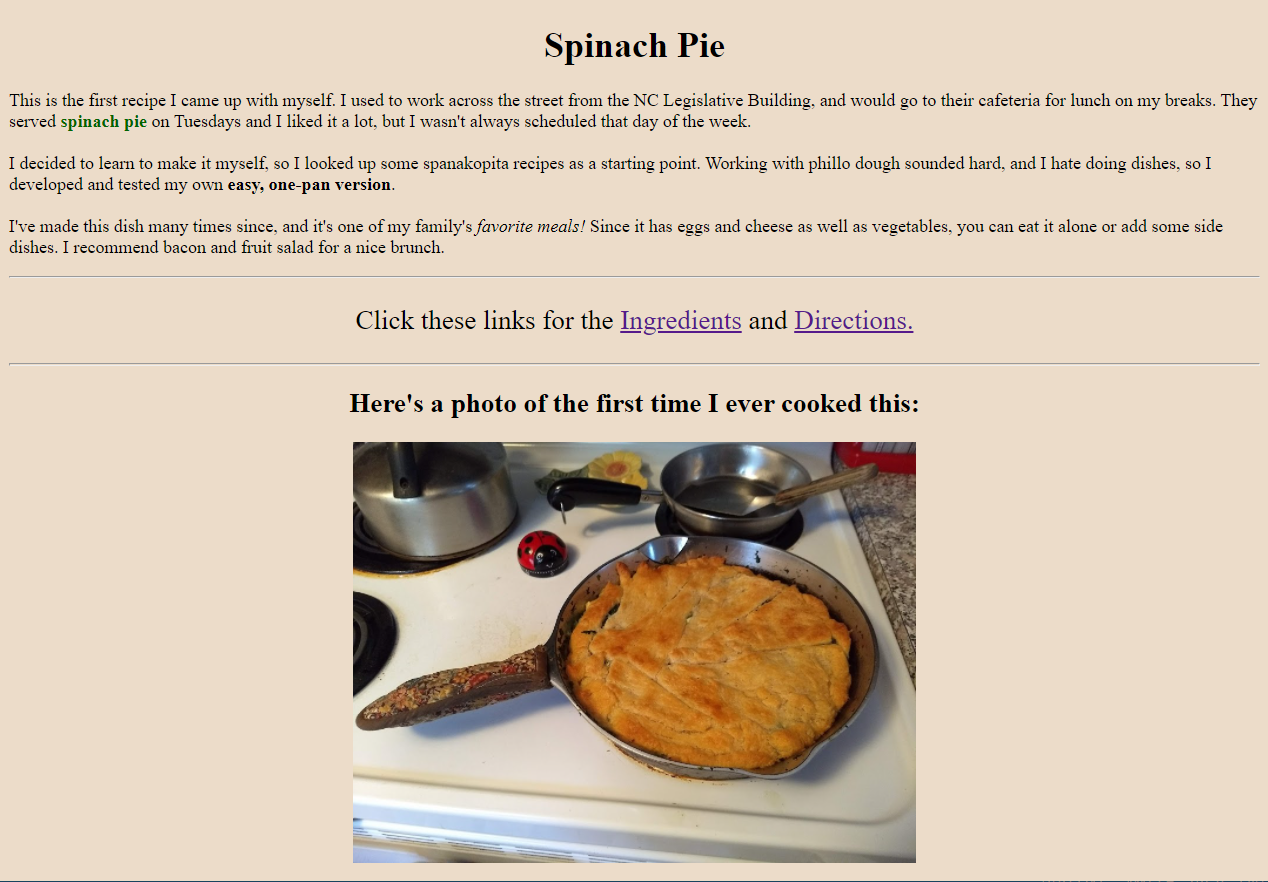 Spinach Pie
This is the first recipe I came up with myself. I used to work across the street from the NC Legislative Building, and would go to their cafeteria for lunch on my breaks. They
served spinach pie on Tuesdays and I liked it a lot, but I wasn't always scheduled that day of the week.
I decided to learn to make it myself, so I looked up some spanakopita recipes as a starting point. Working with phillo dough sounded hard, and I hate doing dishes, so I
developed and tested my own easy, one-pan version.
I've made this dish many times since, and it's one of my family's favorite meals! Since it has eggs and cheese as well as vegetables, you can eat it alone or add some side
dishes. I recommend bacon and fruit salad for a nice brunch.
Click these links for the Ingredients and Directions.
Here's a photo of the first time I ever cooked this: